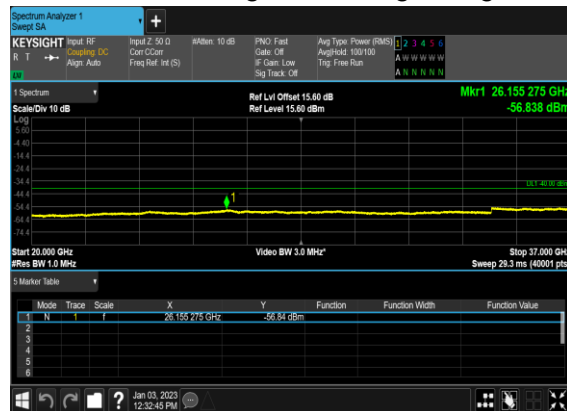 Spectrum Analyzer 1
Swept SA
+
KEYSIGHT Input: RF Input Z: 50 Ω #Atten: 10 dB PNO: Fast Avg Type: Power (RMS) 1 2 3 4 5 6
R T Coupling: DC Corr CCorr Gate: Off Avg|Hold: 100/100 A W W W W W
Align: Auto Freq Ref: Int (S) IF Gain: Low Trig: Free Run
LW Sig Track: Off A N N N N N
1 Spectrum Ref Lvl Offset 15.60 dB Mkr1 26.155 275 GHz
Scale/Div 10 dB Ref Level 15.60 dBm -56.838 dBm
Log
5.60
-4.40
-14.4
-24.4
-34.4
DL1 -40.00 dBm
-44.4
1
-54.4
-64.4
-74.4
Start 20.000 GHz Video BW 3.0 MHz* Stop 37.000 GHz
#Res BW 1.0 MHz Sweep 29.3 ms (40001 pts)
5 Marker Table
Mode Trace Scale X Y Function Function Width Function Value
1 N 1 f 26.155 275 GHz -56.84 dBm
2
3
4
5
6
? Jan 03, 2023
12:32:45 PM